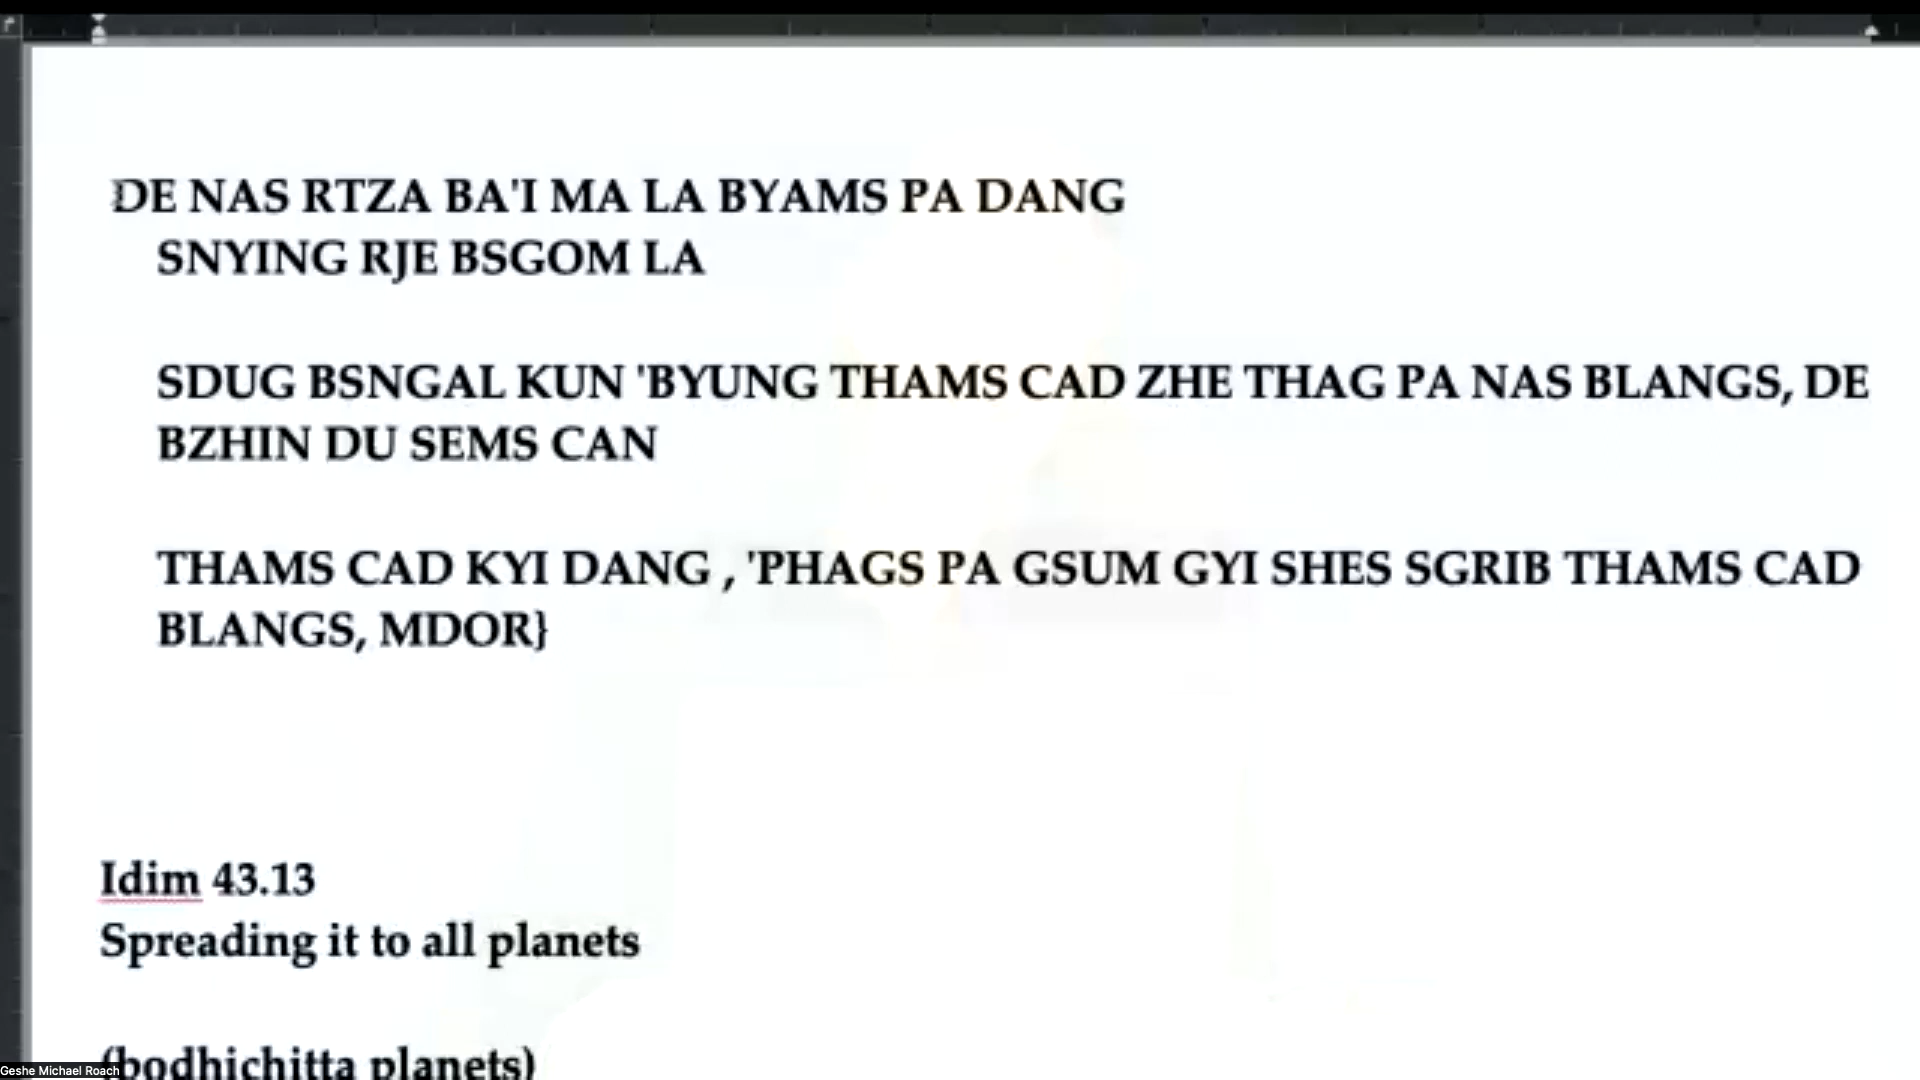 DE NAS RTZA BA'I MA LA BYAMS PA DANG
SNYING RJE BSGOM LA
SDUG BSNGAL KUN 'BYUNG THAMS CAD ZHE THAG PA NAS BLANGS, DE
BZHIN DU SEMS CAN
THAMS CAD KYI DANG , 'PHAGS PA GSUM GYI SHES SGRIB THAMS CAD
BLANGS, MDOR}
Idim 43.13
Spreading it to all planets
(bodhichitta planets)
Geshe Michael Roach